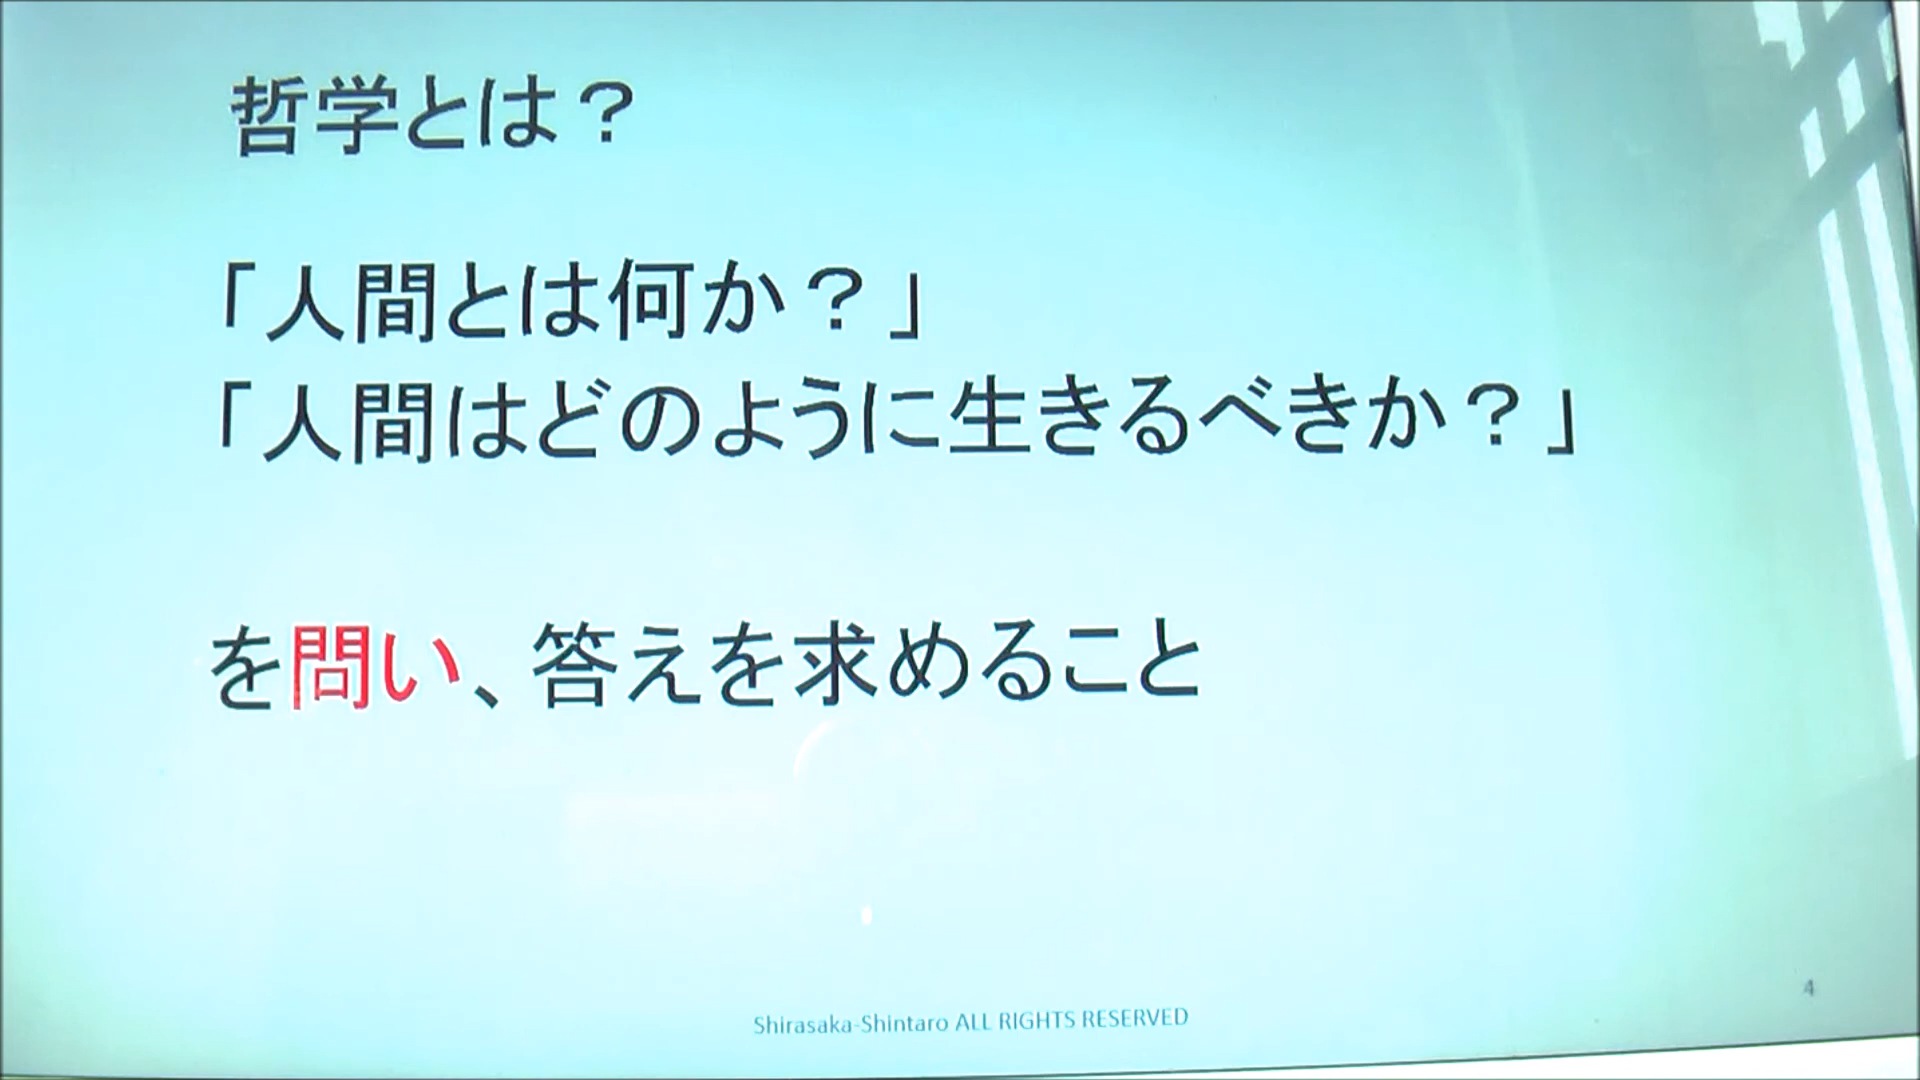 哲学とは？
「人間とは何か？」
「人間はどのように生きるべきか？」
を問い、答えを求めること
Shirasaka-Shintaro ALL RIGHTS RESERVED
4